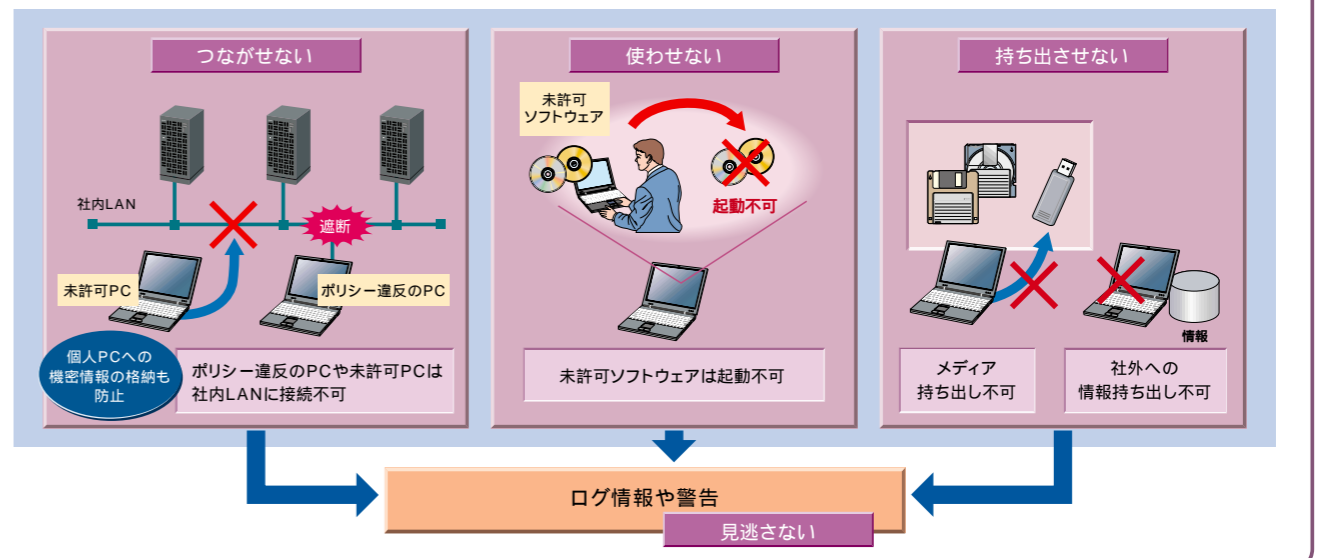 つながせない
社内LAN
遮断
未許可PC
ポリシー違反のPC
個人PCへの
機密情報の格納も
防止
ポリシー違反のPCや未許可PCは
社内LANに接続不可
使わせない
未許可
ソフトウェア
起動不可
未許可ソフトウェアは起動不可
持ち出させない
情報
メディア
持ち出し不可
社外への
情報持ち出し不可
ログ情報や警告
見逃さない